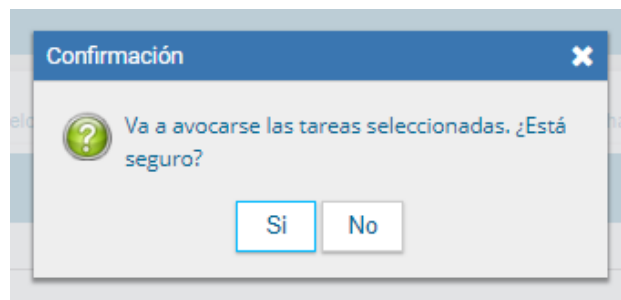 Confirmación
Va a avocarse las tareas seleccionadas. ¿Está
seguro?
Si
No